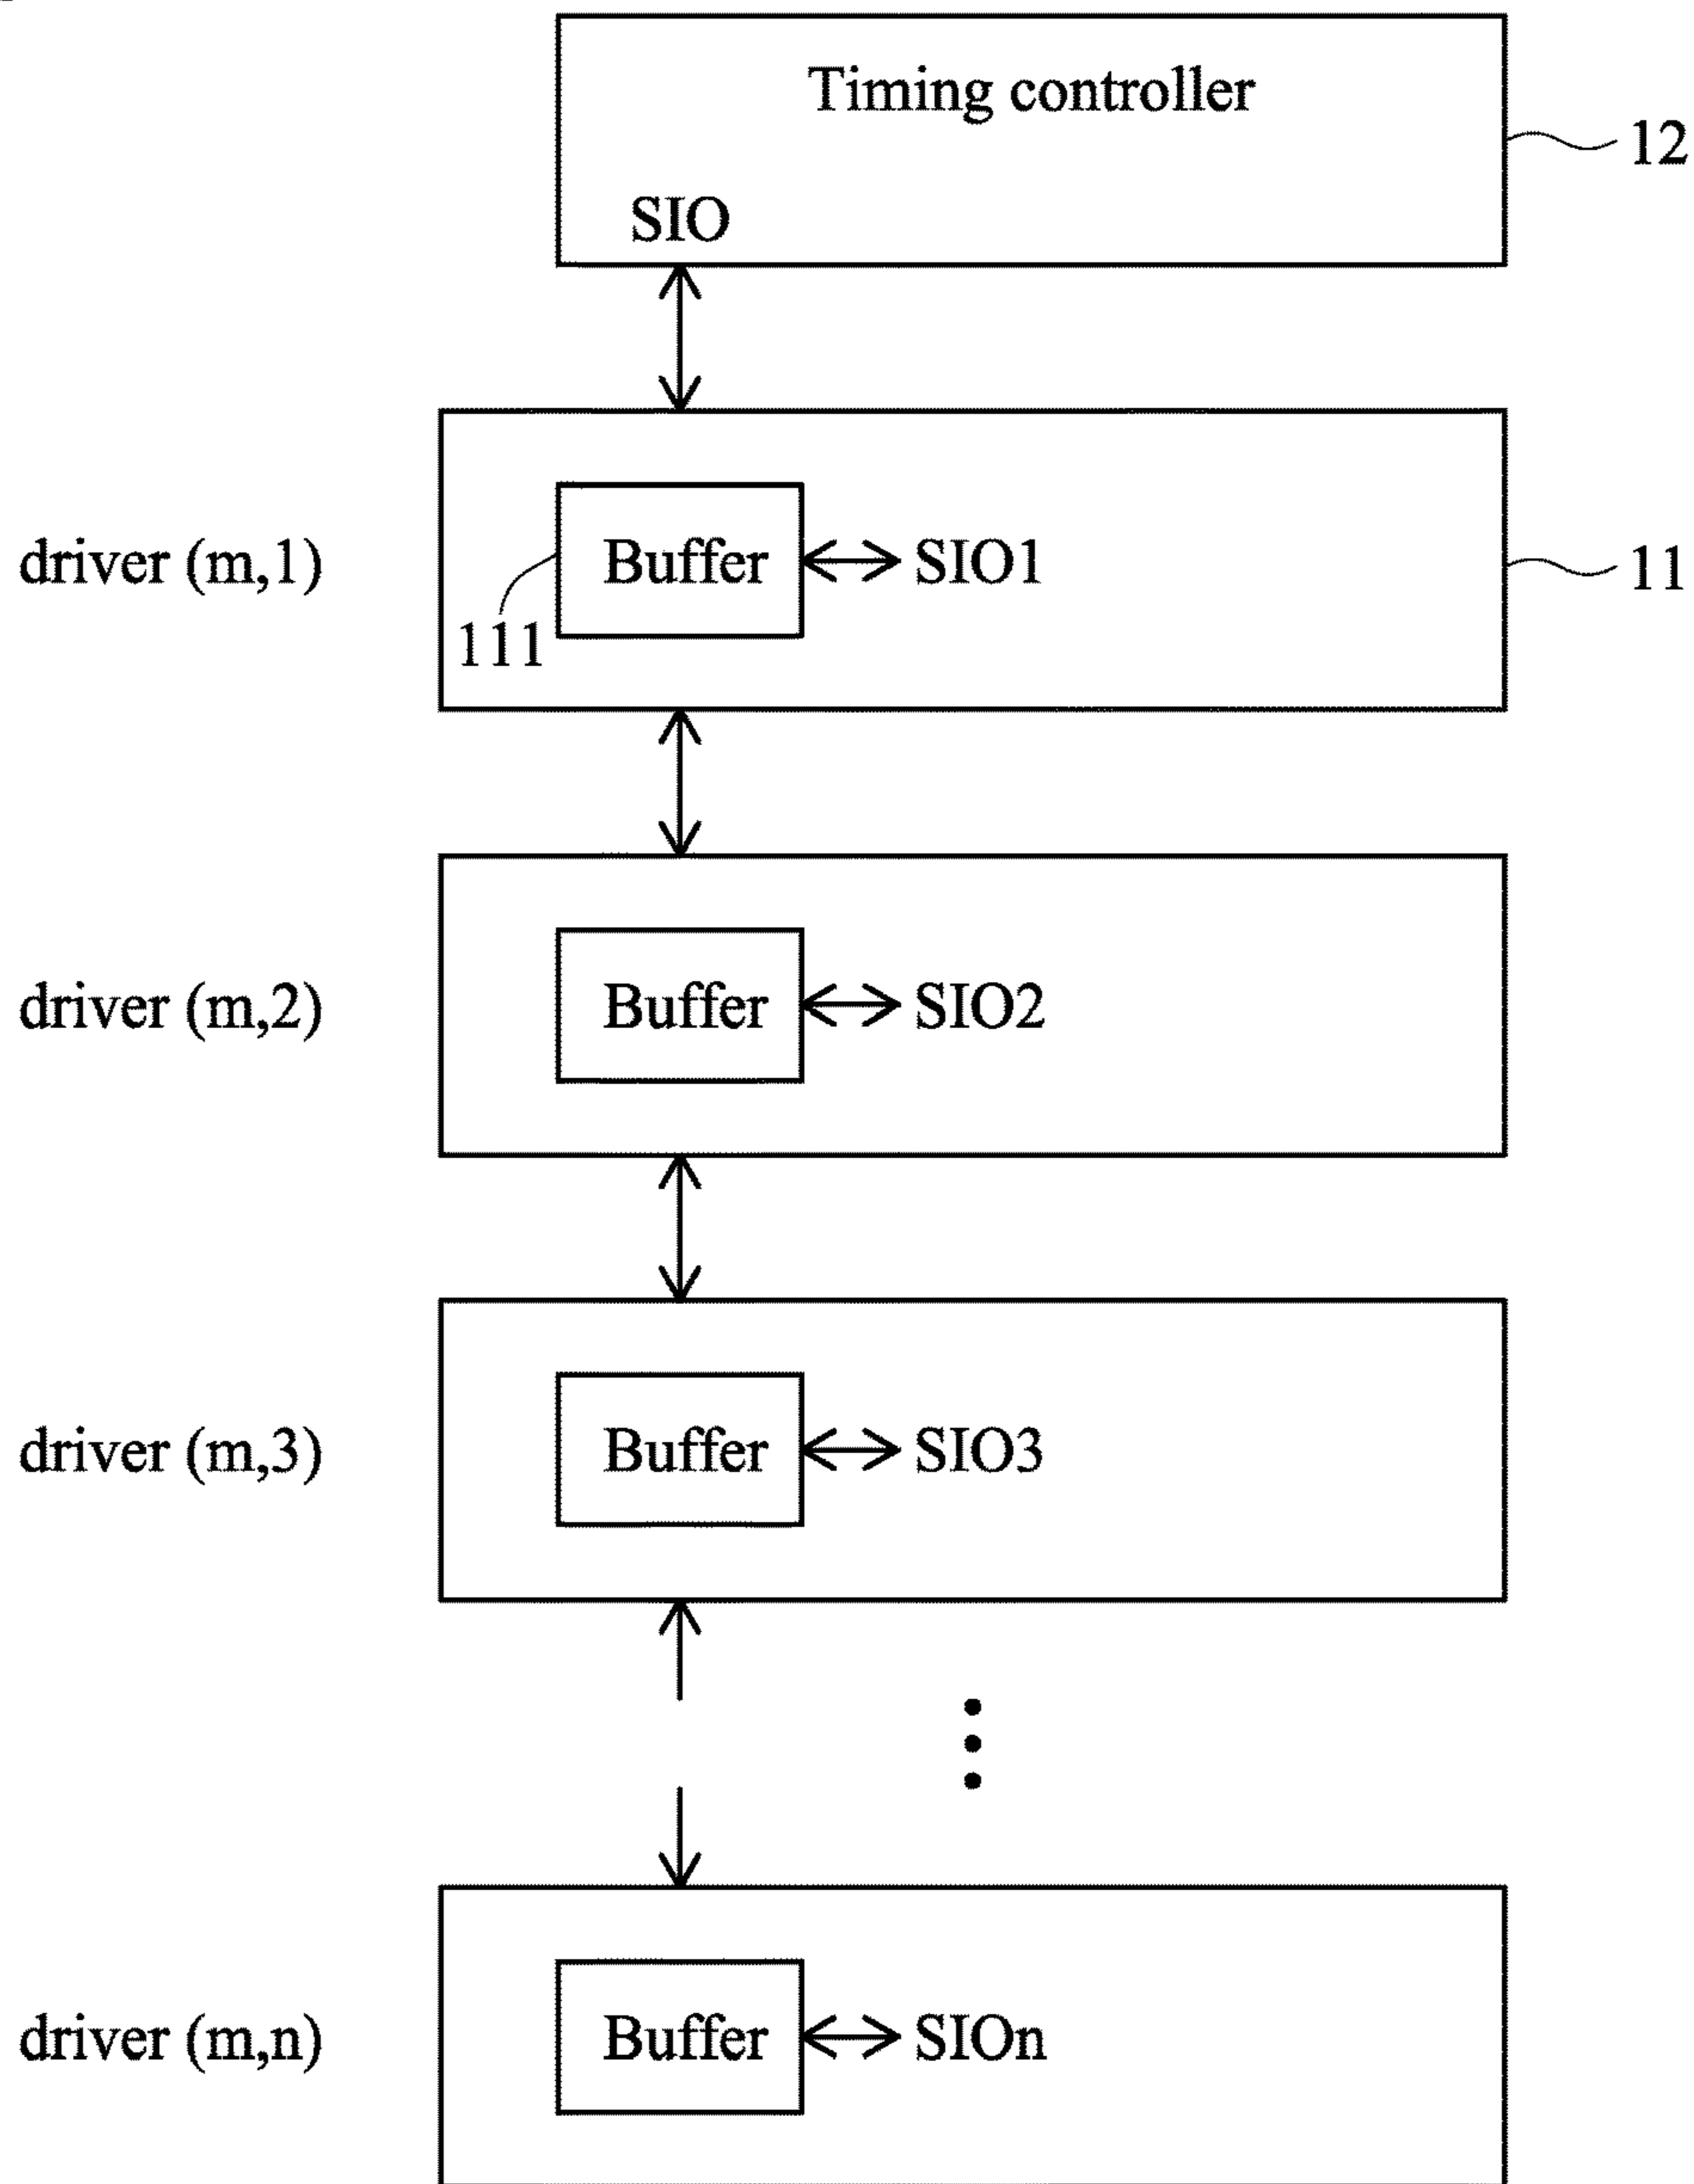 Timing controller
12
SIO
driver (m,1)
Buffer
SIO1
11
111
driver (m,2)
Buffer
SIO2
driver (m,3)
Buffer
SIO3
driver (m,n)
Buffer
SIOn